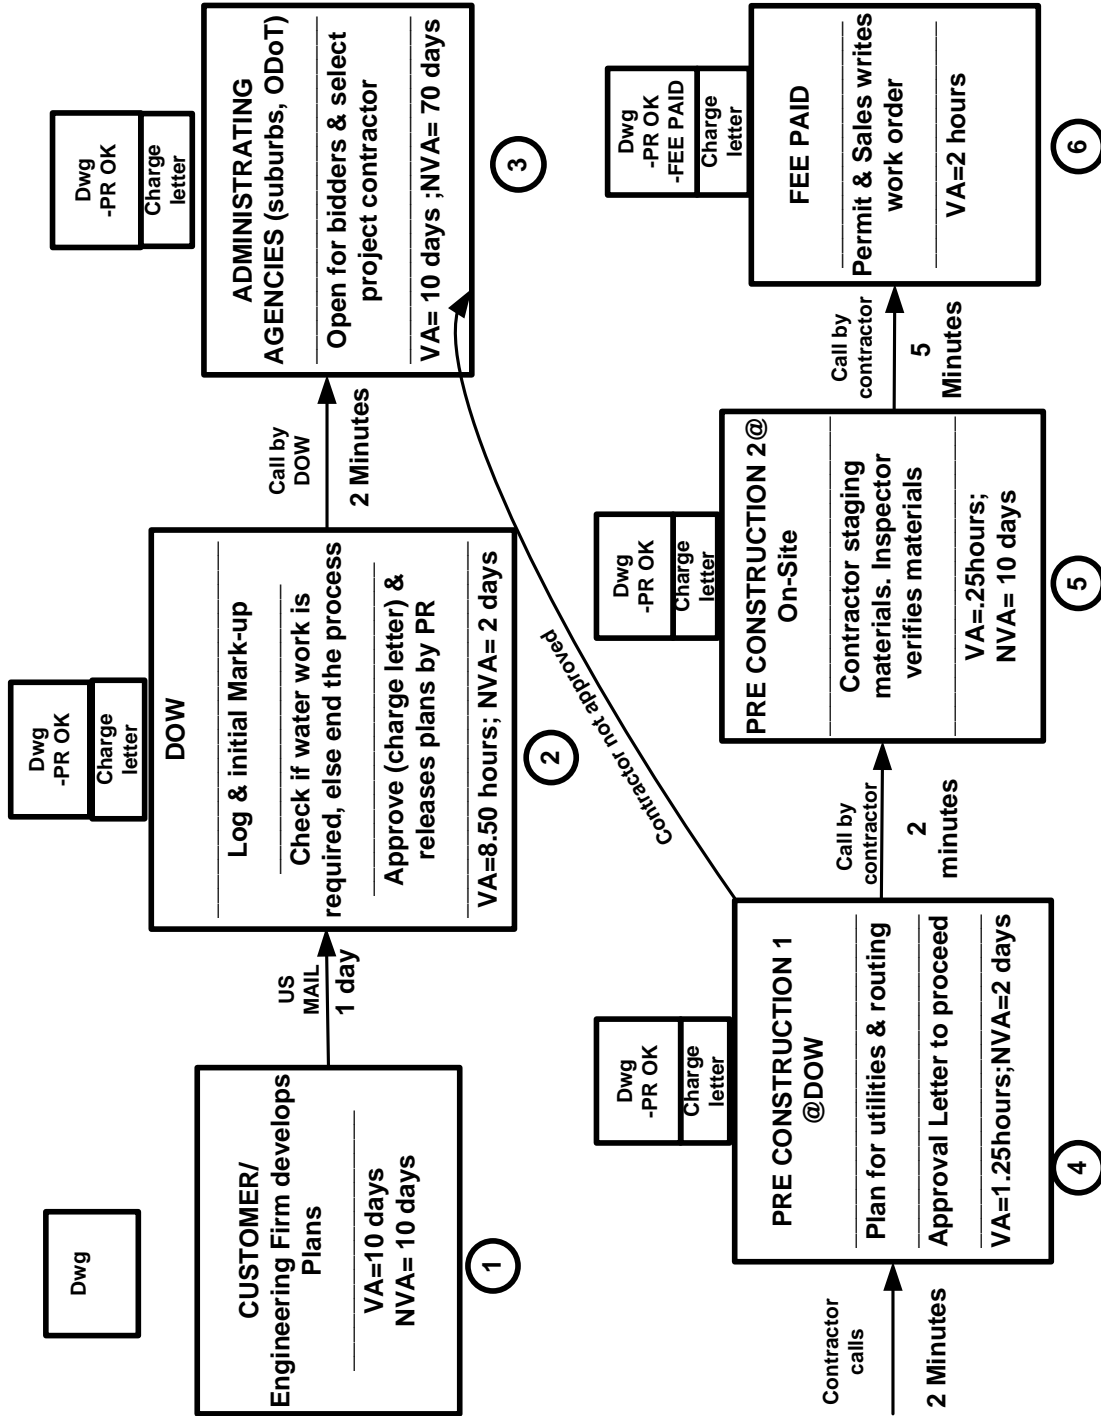 Dwg
CUSTOMER/
Engineering Firm develops
Plans
VA=10 days
NVA= 10 days
1
US
MAIL
1 day
Dwg
-PR OK
Charge
letter
DOW
Log & initial Mark-up
Check if water work is
required, else end the process
Approve (charge letter) &
releases plans by PR
VA=8.50 hours; NVA= 2 days
2
Call by
DOW
2 Minutes
Dwg
-PR OK
Charge
letter
ADMINISTRATING
AGENCIES (suburbs, ODoT)
Open for bidders & select
project contractor
VA= 10 days ;NVA= 70 days
3
Contractor not approved
Contractor
calls
2 Minutes
Dwg
-PR OK
Charge
letter
PRE CONSTRUCTION 1
@DOW
Plan for utilities & routing
Approval Letter to proceed
VA=1.25hours;NVA=2 days
4
Call by
contractor
2
minutes
Dwg
-PR OK
Charge
letter
PRE CONSTRUCTION 2@
On-Site
Contractor staging
materials. Inspector
verifies materials
VA=.25hours;
NVA= 10 days
5
Call by
contractor
5
Minutes
Dwg
-PR OK
-FEE PAID
Charge
letter
FEE PAID
Permit & Sales writes
work order
VA=2 hours
6